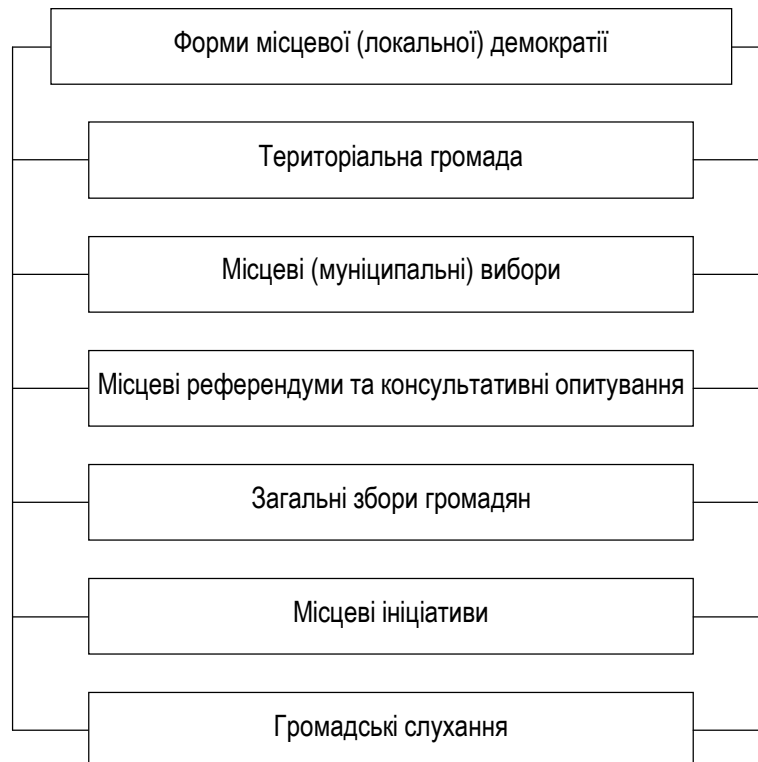 Форми місцевої (локальної) демократії
Територіальна громада
Місцеві (муніципальні) вибори
Місцеві референдуми та консультативні опитування
Загальні збори громадян
Місцеві ініціативи
Громадські слухання